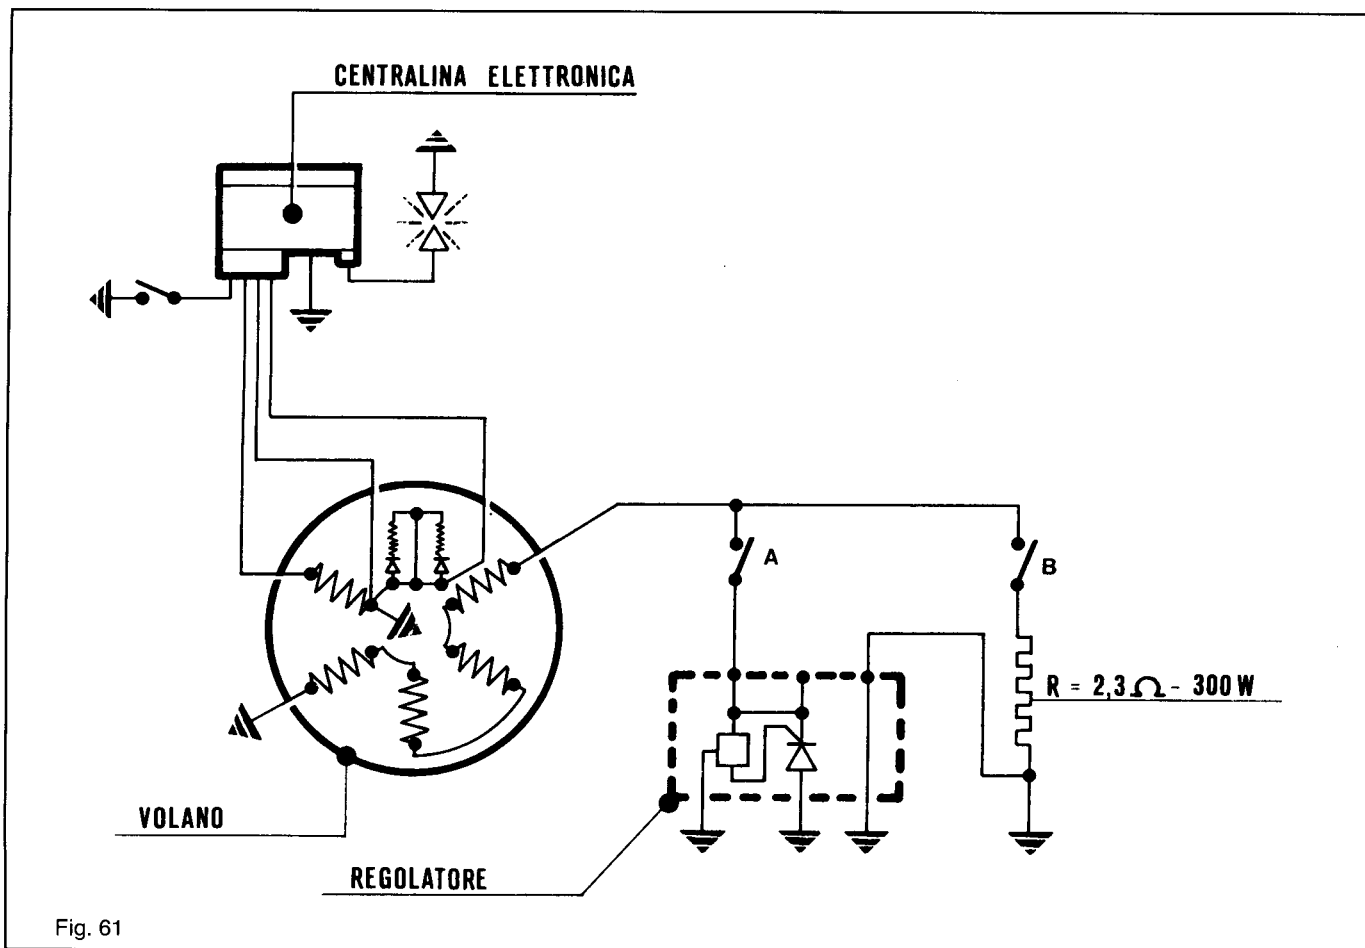 CENTRALINA ELETTRONICA
A
B
R = 2,3 Ω - 300 W
VOLANO
REGOLATORE
Fig. 61